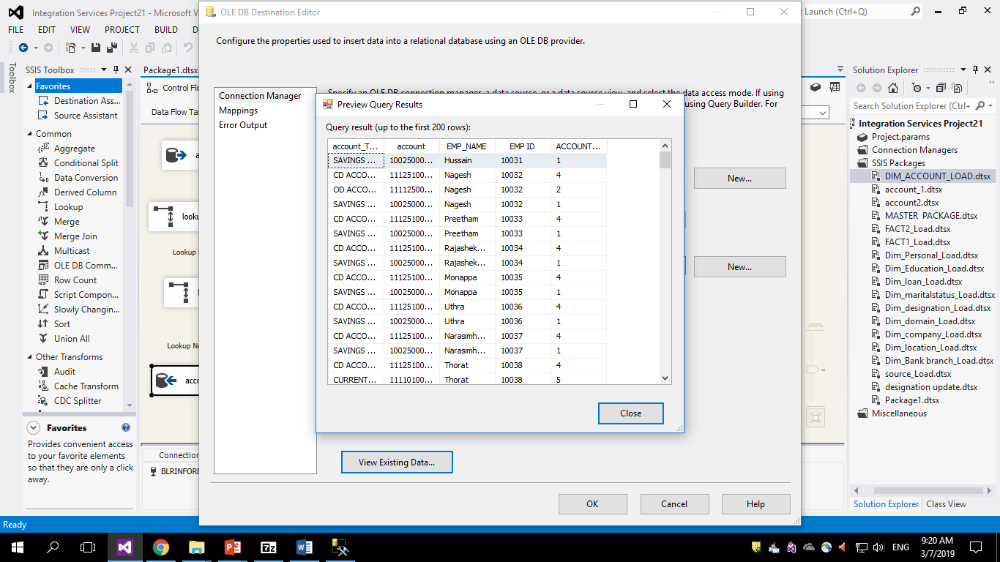 Integration Services Project21 - Microsoft V
Launch (Ctrl+Q)
FILE EDIT VIEW PROJECT BUILD D
OLE DB Destination Editor
Configure the properties used to insert data into a relational database using an OLE DB provider.
Connection Manager
Mappings
Error Output
Specify an OLE DB connection manager, a data source, or a data source view, and select the data access mode. If using
using Query Builder. For
New...
New...
View Existing Data...
OK Cancel Help
Preview Query Results
Query result (up to the first 200 rows):
account_T... account EMP_NAME EMP ID ACCOUNT...
SAVINGS ... 10025000... Hussain 10031 1
CD ACCO... 11125100... Nagesh 10032 4
OD ACCO... 11112500... Nagesh 10032 2
SAVINGS ... 10025000... Nagesh 10032 1
CD ACCO... 11125100... Preetham 10033 4
SAVINGS ... 10025000... Preetham 10033 1
CD ACCO... 11125100... Rajashek... 10034 4
SAVINGS ... 10025000... Rajashek... 10034 1
CD ACCO... 11125100... Monappa 10035 4
SAVINGS ... 10025000... Monappa 10035 1
CD ACCO... 11125100... Uthra 10036 4
SAVINGS ... 10025000... Uthra 10036 1
CD ACCO... 11125100... Narasimh... 10037 4
SAVINGS ... 10025000... Narasimh... 10037 1
CD ACCO... 11125100... Thorat 10038 4
CURRENT... 11110100... Thorat 10038 5
Close
Toolbox
SSIS Toolbox
Favorites
Destination Ass...
Source Assistant
Common
Aggregate
Conditional Split
Data Conversion
Derived Column
Lookup
Merge
Merge Join
Multicast
OLE DB Comm...
Row Count
Script Compon...
Slowly Changin...
Sort
Union All
Other Transforms
Audit
Cache Transform
CDC Splitter
Favorites
Provides convenient access
to your favorite elements
so that they are only a click
away.
Package1.dtsx
Control Flo
Data Flow Tas
a
looku
Lookup
Lookup No
acco
Connection
BLRINFORM
100%
Solution Explorer
Search Solution Explorer (Ctrl+
Integration Services Project21
Project.params
Connection Managers
SSIS Packages
DIM_ACCOUNT_LOAD.dtsx
account_1.dtsx
account2.dtsx
MASTER PACKAGE.dtsx
FACT2_Load.dtsx
FACT1_Load.dtsx
Dim_Personal_Load.dtsx
Dim_Education_Load.dtsx
Dim_loan_Load.dtsx
Dim_maritalstatus_Load.dtsx
Dim_designation_Load.dtsx
Dim_domain_Load.dtsx
Dim_company_Load.dtsx
Dim_location_Load.dtsx
Dim_Bank branch_Load.dtsx
source_Load.dtsx
designation update.dtsx
Package1.dtsx
Miscellaneous
Solution Explorer Class View
Ready
ENG
9:20 AM
3/7/2019